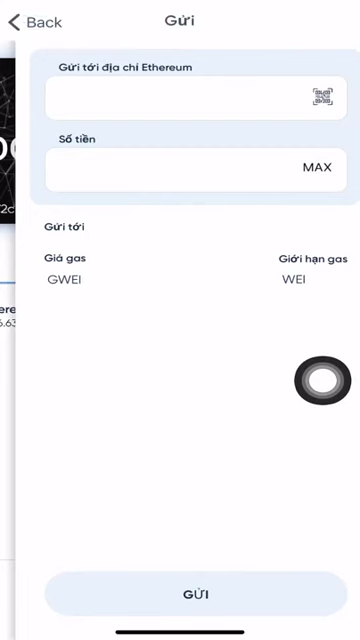 Back
Gửi
Gửi tới địa chỉ Ethereum
Số tiền
MAX
Gửi tới
Giá gas
Giới hạn gas
GWEI
WEI
GỬI